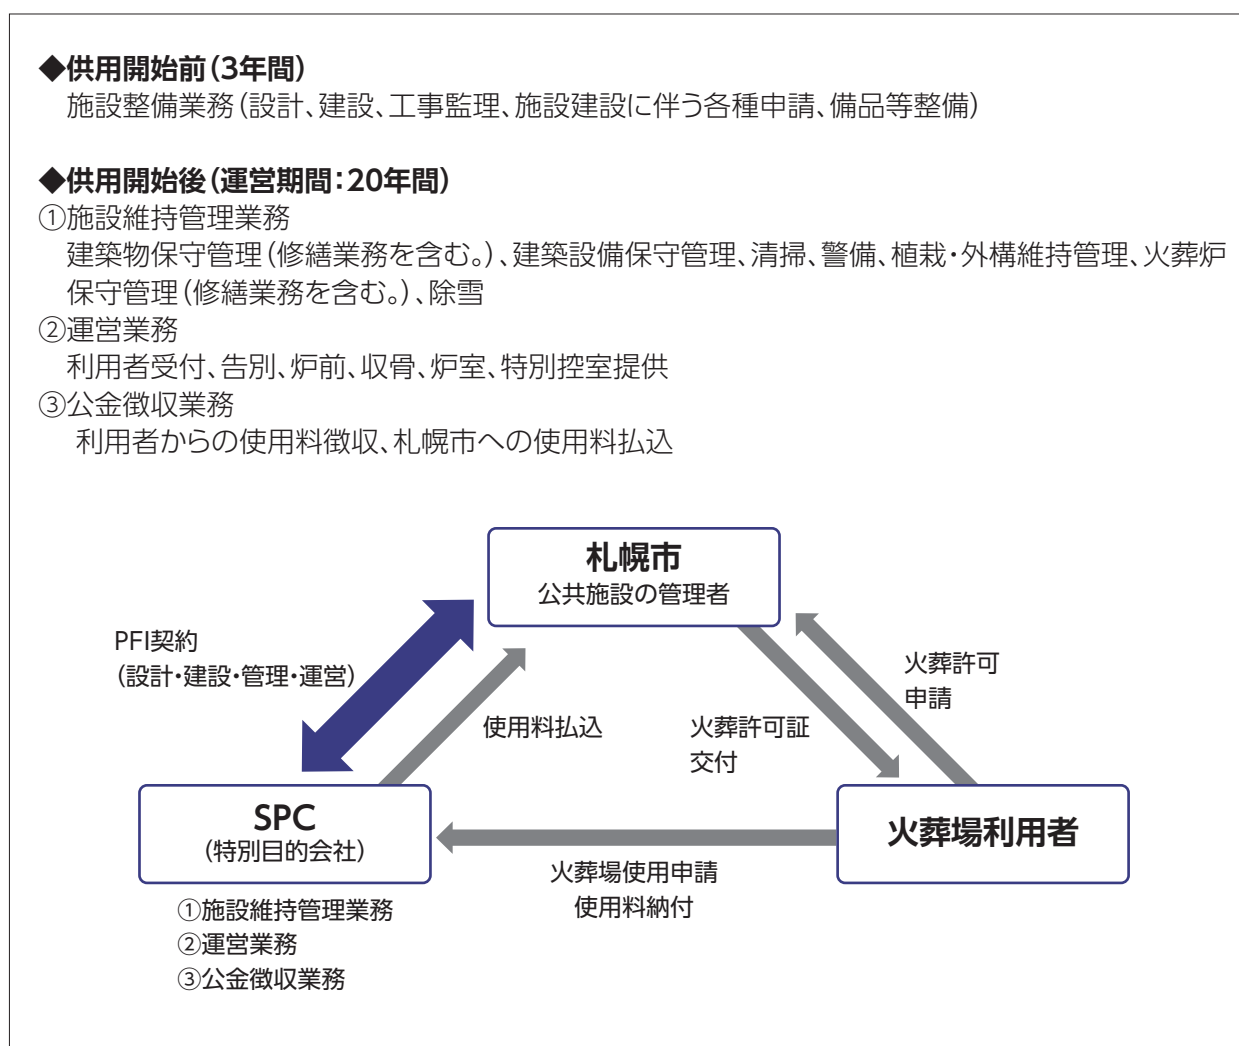 ◆供用開始前(3年間)
施設整備業務(設計、建設、工事監理、施設建設に伴う各種申請、備品等整備)
◆供用開始後(運営期間:20年間)
①施設維持管理業務
建築物保守管理(修繕業務を含む。)、建築設備保守管理、清掃、警備、植栽・外構維持管理、火葬炉
保守管理(修繕業務を含む。)、除雪
②運営業務
利用者受付、告別、炉前、収骨、炉室、特別控室提供
③公金徴収業務
利用者からの使用料徴収、札幌市への使用料払込
札幌市
公共施設の管理者
PFI契約
(設計・建設・管理・運営)
使用料払込
火葬許可証
交付
火葬許可
申請
SPC
(特別目的会社)
火葬場利用者
火葬場使用申請
使用料納付
①施設維持管理業務
②運営業務
③公金徴収業務